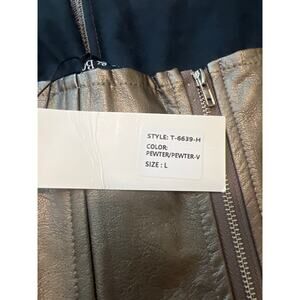 STYLE: T-6639-H
COLOR:
PEWTER/PEWTER-V
SIZE : L